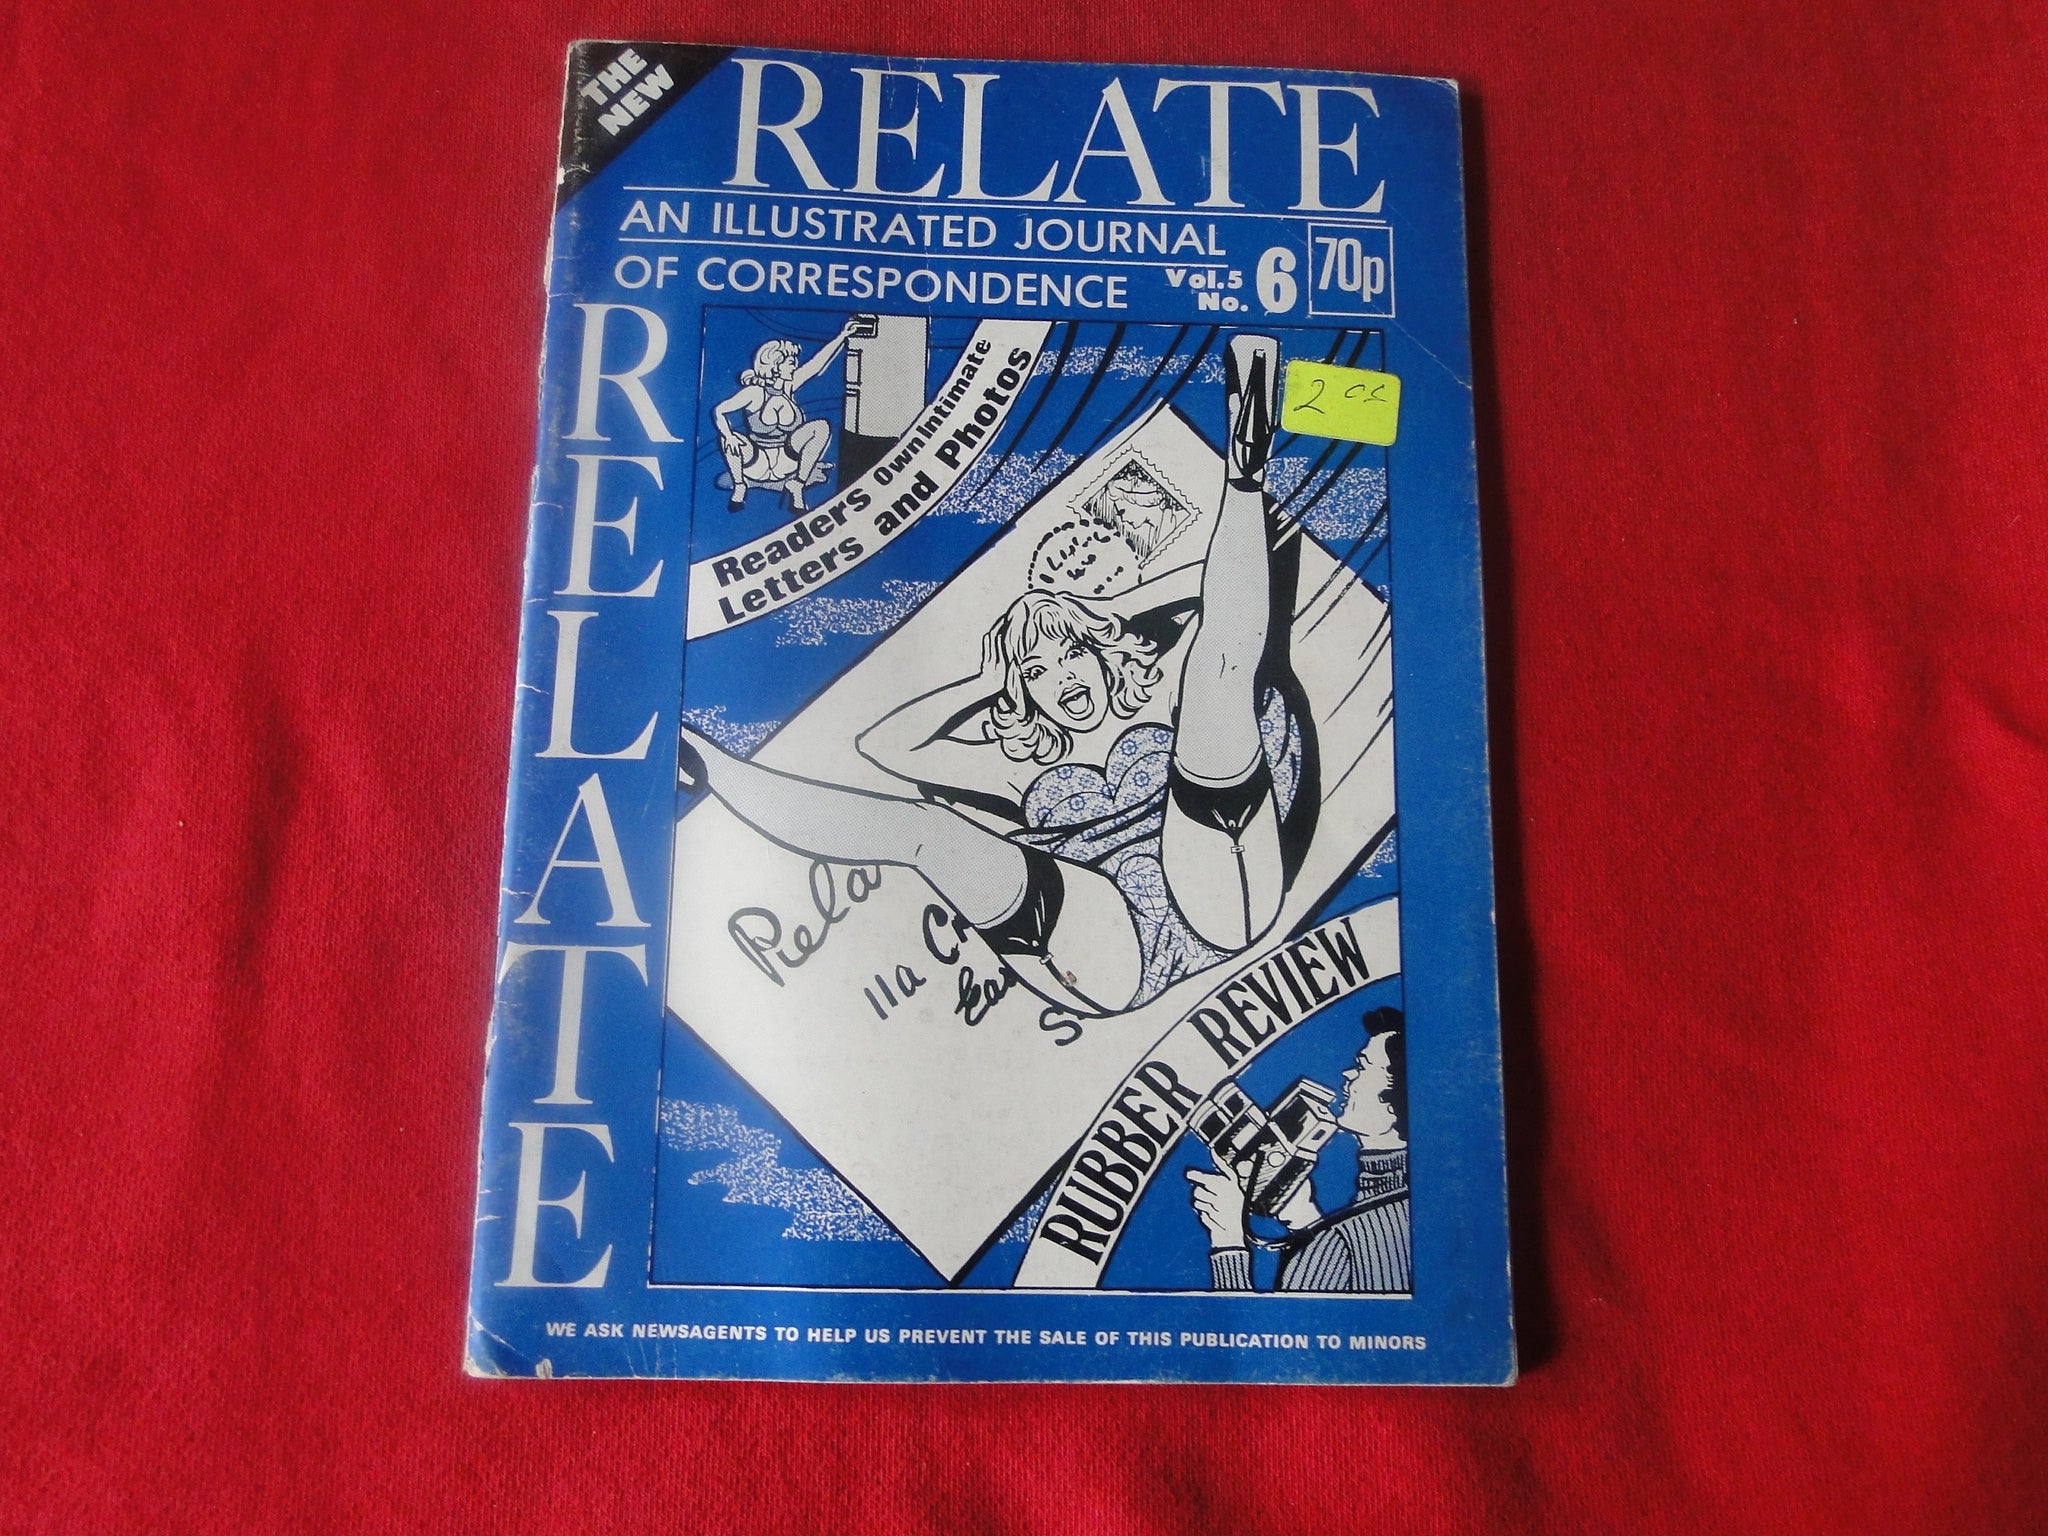 THE
NEW
RELATE
AN ILLUSTRATED JOURNAL
OF CORRESPONDENCE
Vol.5
No. 6
70p
RELATE
Readers Own Intimate
Letters and Photos
2
Rela
11a C
Ea
S
RUBBER REVIEW
WE ASK NEWSAGENTS TO HELP US PREVENT THE SALE OF THIS PUBLICATION TO MINORS